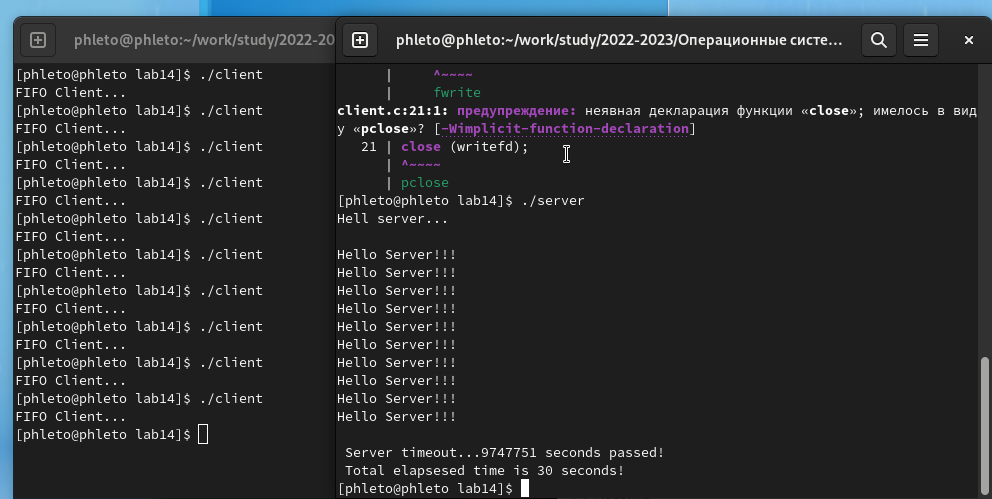 phleto@phleto:~/work/study/2022-20
[phleto@phleto lab14]$ ./client
FIFO Client...
[phleto@phleto lab14]$ ./client
FIFO Client...
[phleto@phleto lab14]$ ./client
FIFO Client...
[phleto@phleto lab14]$ ./client
FIFO Client...
[phleto@phleto lab14]$ ./client
FIFO Client...
[phleto@phleto lab14]$ ./client
FIFO Client...
[phleto@phleto lab14]$ ./client
FIFO Client...
[phleto@phleto lab14]$ ./client
FIFO Client...
[phleto@phleto lab14]$ ./client
FIFO Client...
[phleto@phleto lab14]$ ./client
FIFO Client...
[phleto@phleto lab14]$
phleto@phleto:~/work/study/2022-2023/Операционные систе...
      |     ^~~~~
      |     fwrite
client.c:21:1: предупреждение: неявная декларация функции «close»; имелось в вид
у «pclose»? [-Wimplicit-function-declaration]
   21 | close (writefd);
      | ^~~~~
      | pclose
[phleto@phleto lab14]$ ./server
Hell server...
Hello Server!!!
Hello Server!!!
Hello Server!!!
Hello Server!!!
Hello Server!!!
Hello Server!!!
Hello Server!!!
Hello Server!!!
Hello Server!!!
Hello Server!!!
 Server timeout...9747751 seconds passed!
 Total elapsesed time is 30 seconds!
[phleto@phleto lab14]$